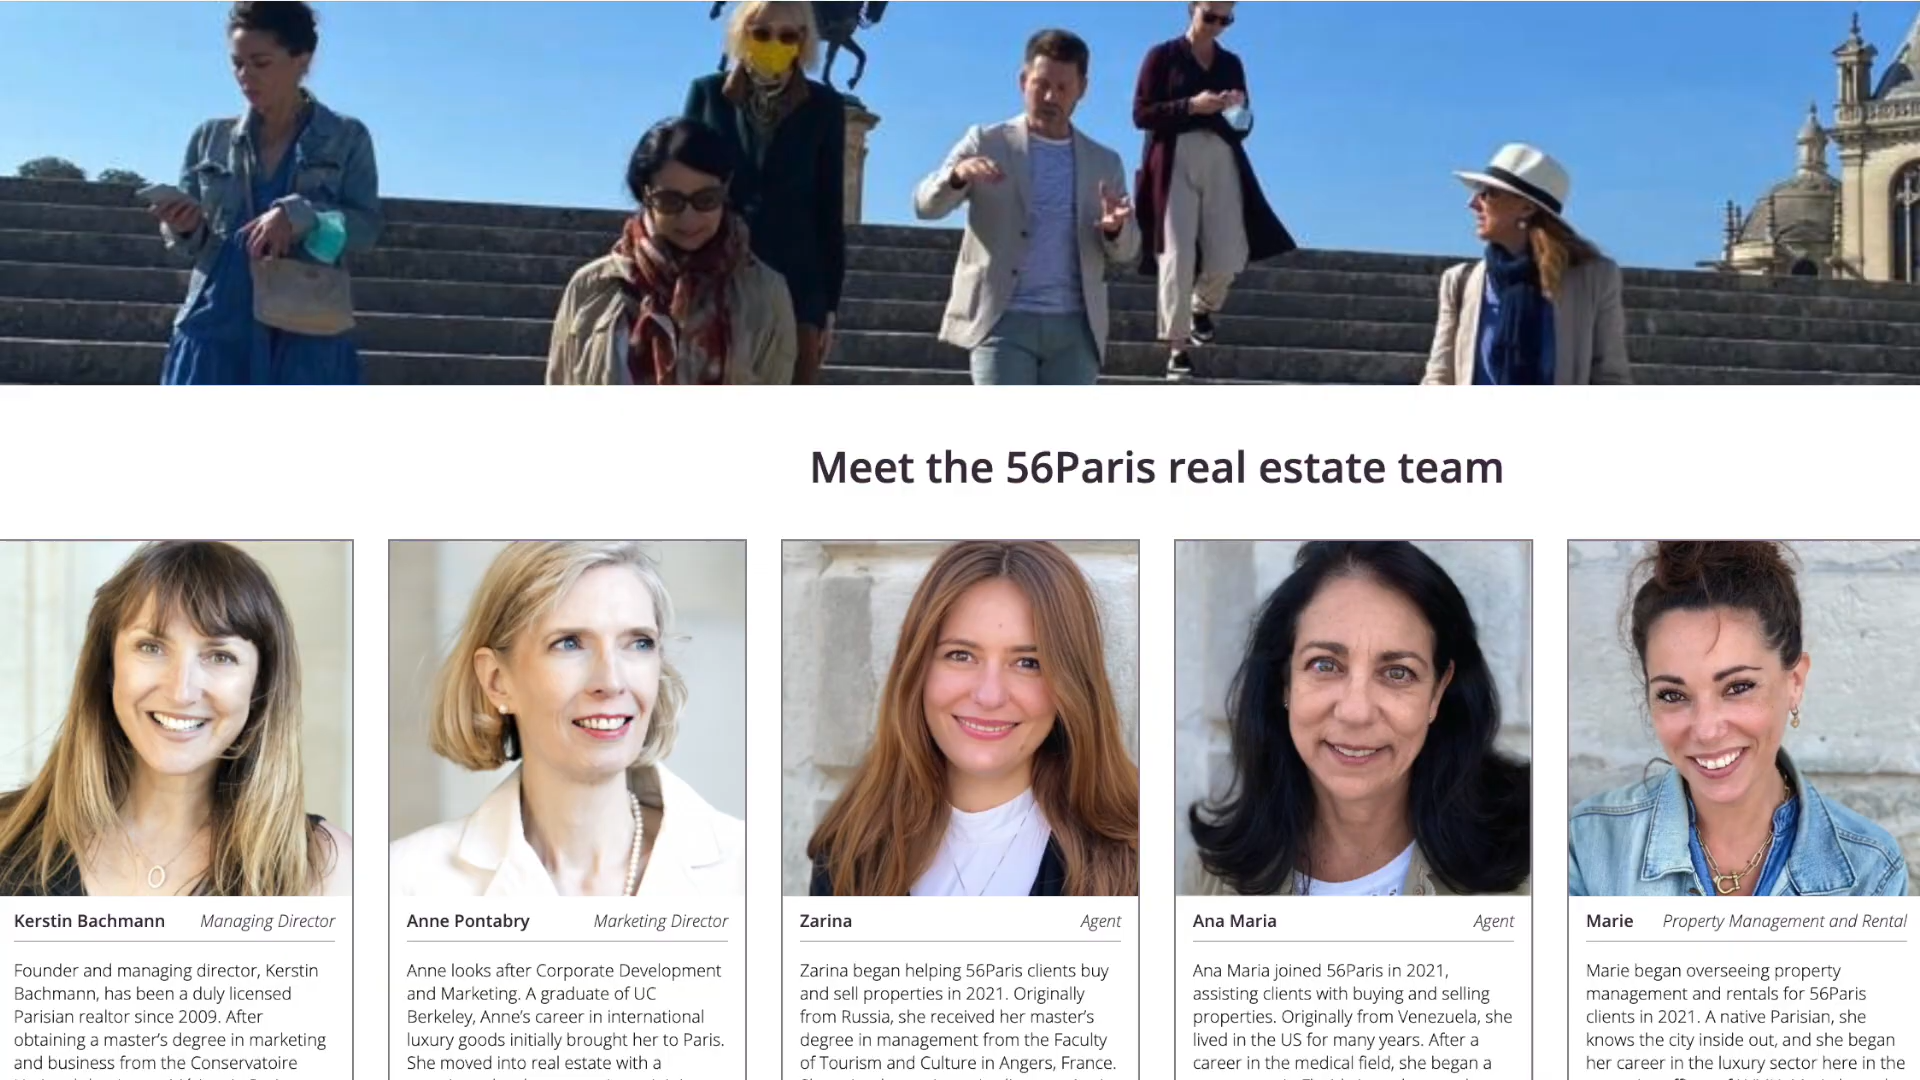 Meet the 56Paris real estate team
Kerstin Bachmann Managing Director
Founder and managing director, Kerstin
Bachmann, has been a duly licensed
Parisian realtor since 2009. After
obtaining a master's degree in marketing
and business from the Conservatoire
Anne Pontabry Marketing Director
Anne looks after Corporate Development
and Marketing. A graduate of UC
Berkeley, Anne's career in international
luxury goods initially brought her to Paris.
She moved into real estate with a
Zarina Agent
Zarina began helping 56Paris clients buy
and sell properties in 2021. Originally
from Russia, she received her master's
degree in management from the Faculty
of Tourism and Culture in Angers, France.
Ana Maria Agent
Ana Maria joined 56Paris in 2021,
assisting clients with buying and selling
properties. Originally from Venezuela, she
lived in the US for many years. After a
career in the medical field, she began a
Marie Property Management and Rental
Marie began overseeing property
management and rentals for 56Paris
clients in 2021. A native Parisian, she
knows the city inside out, and she began
her career in the luxury sector here in the